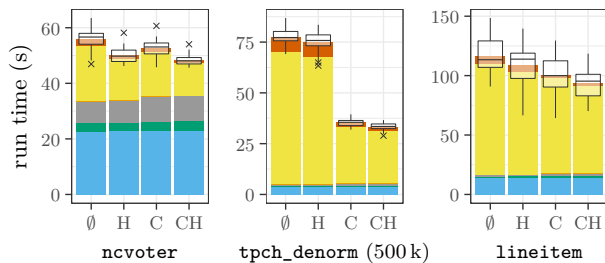 run time (s)
60
40
20
0
∅ H C CH
ncvoter
75
50
25
0
∅ H C CH
tpch_denorm (500 k)
150
100
50
0
∅ H C CH
lineitem